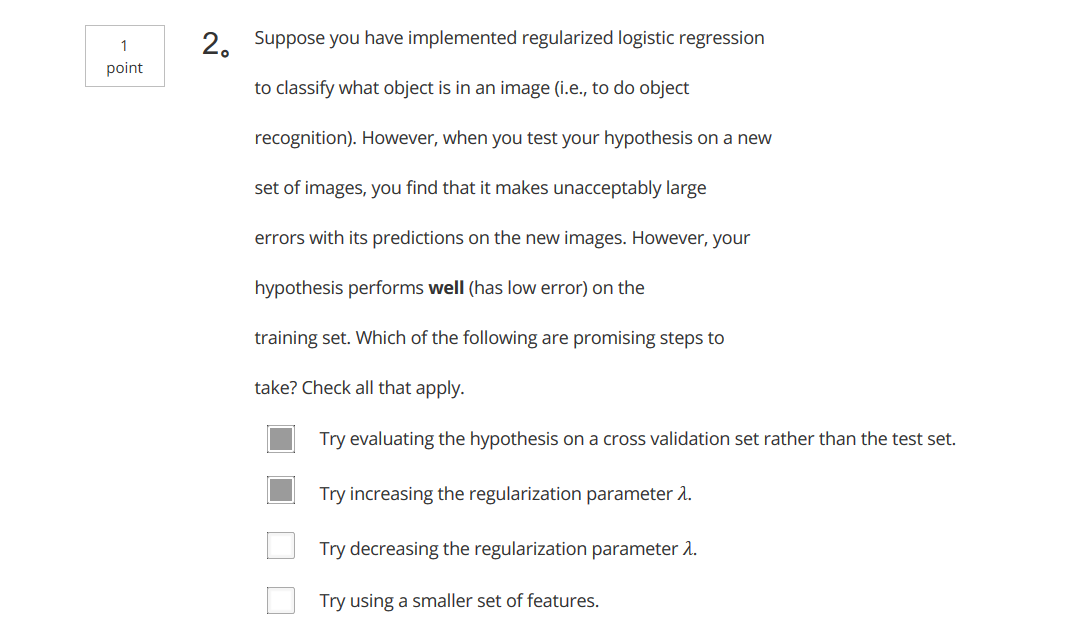 1
point
2.
Suppose you have implemented regularized logistic regression
to classify what object is in an image (i.e., to do object
recognition). However, when you test your hypothesis on a new
set of images, you find that it makes unacceptably large
errors with its predictions on the new images. However, your
hypothesis performs well (has low error) on the
training set. Which of the following are promising steps to
take? Check all that apply.
Try evaluating the hypothesis on a cross validation set rather than the test set.
Try increasing the regularization parameter λ.
Try decreasing the regularization parameter λ.
Try using a smaller set of features.